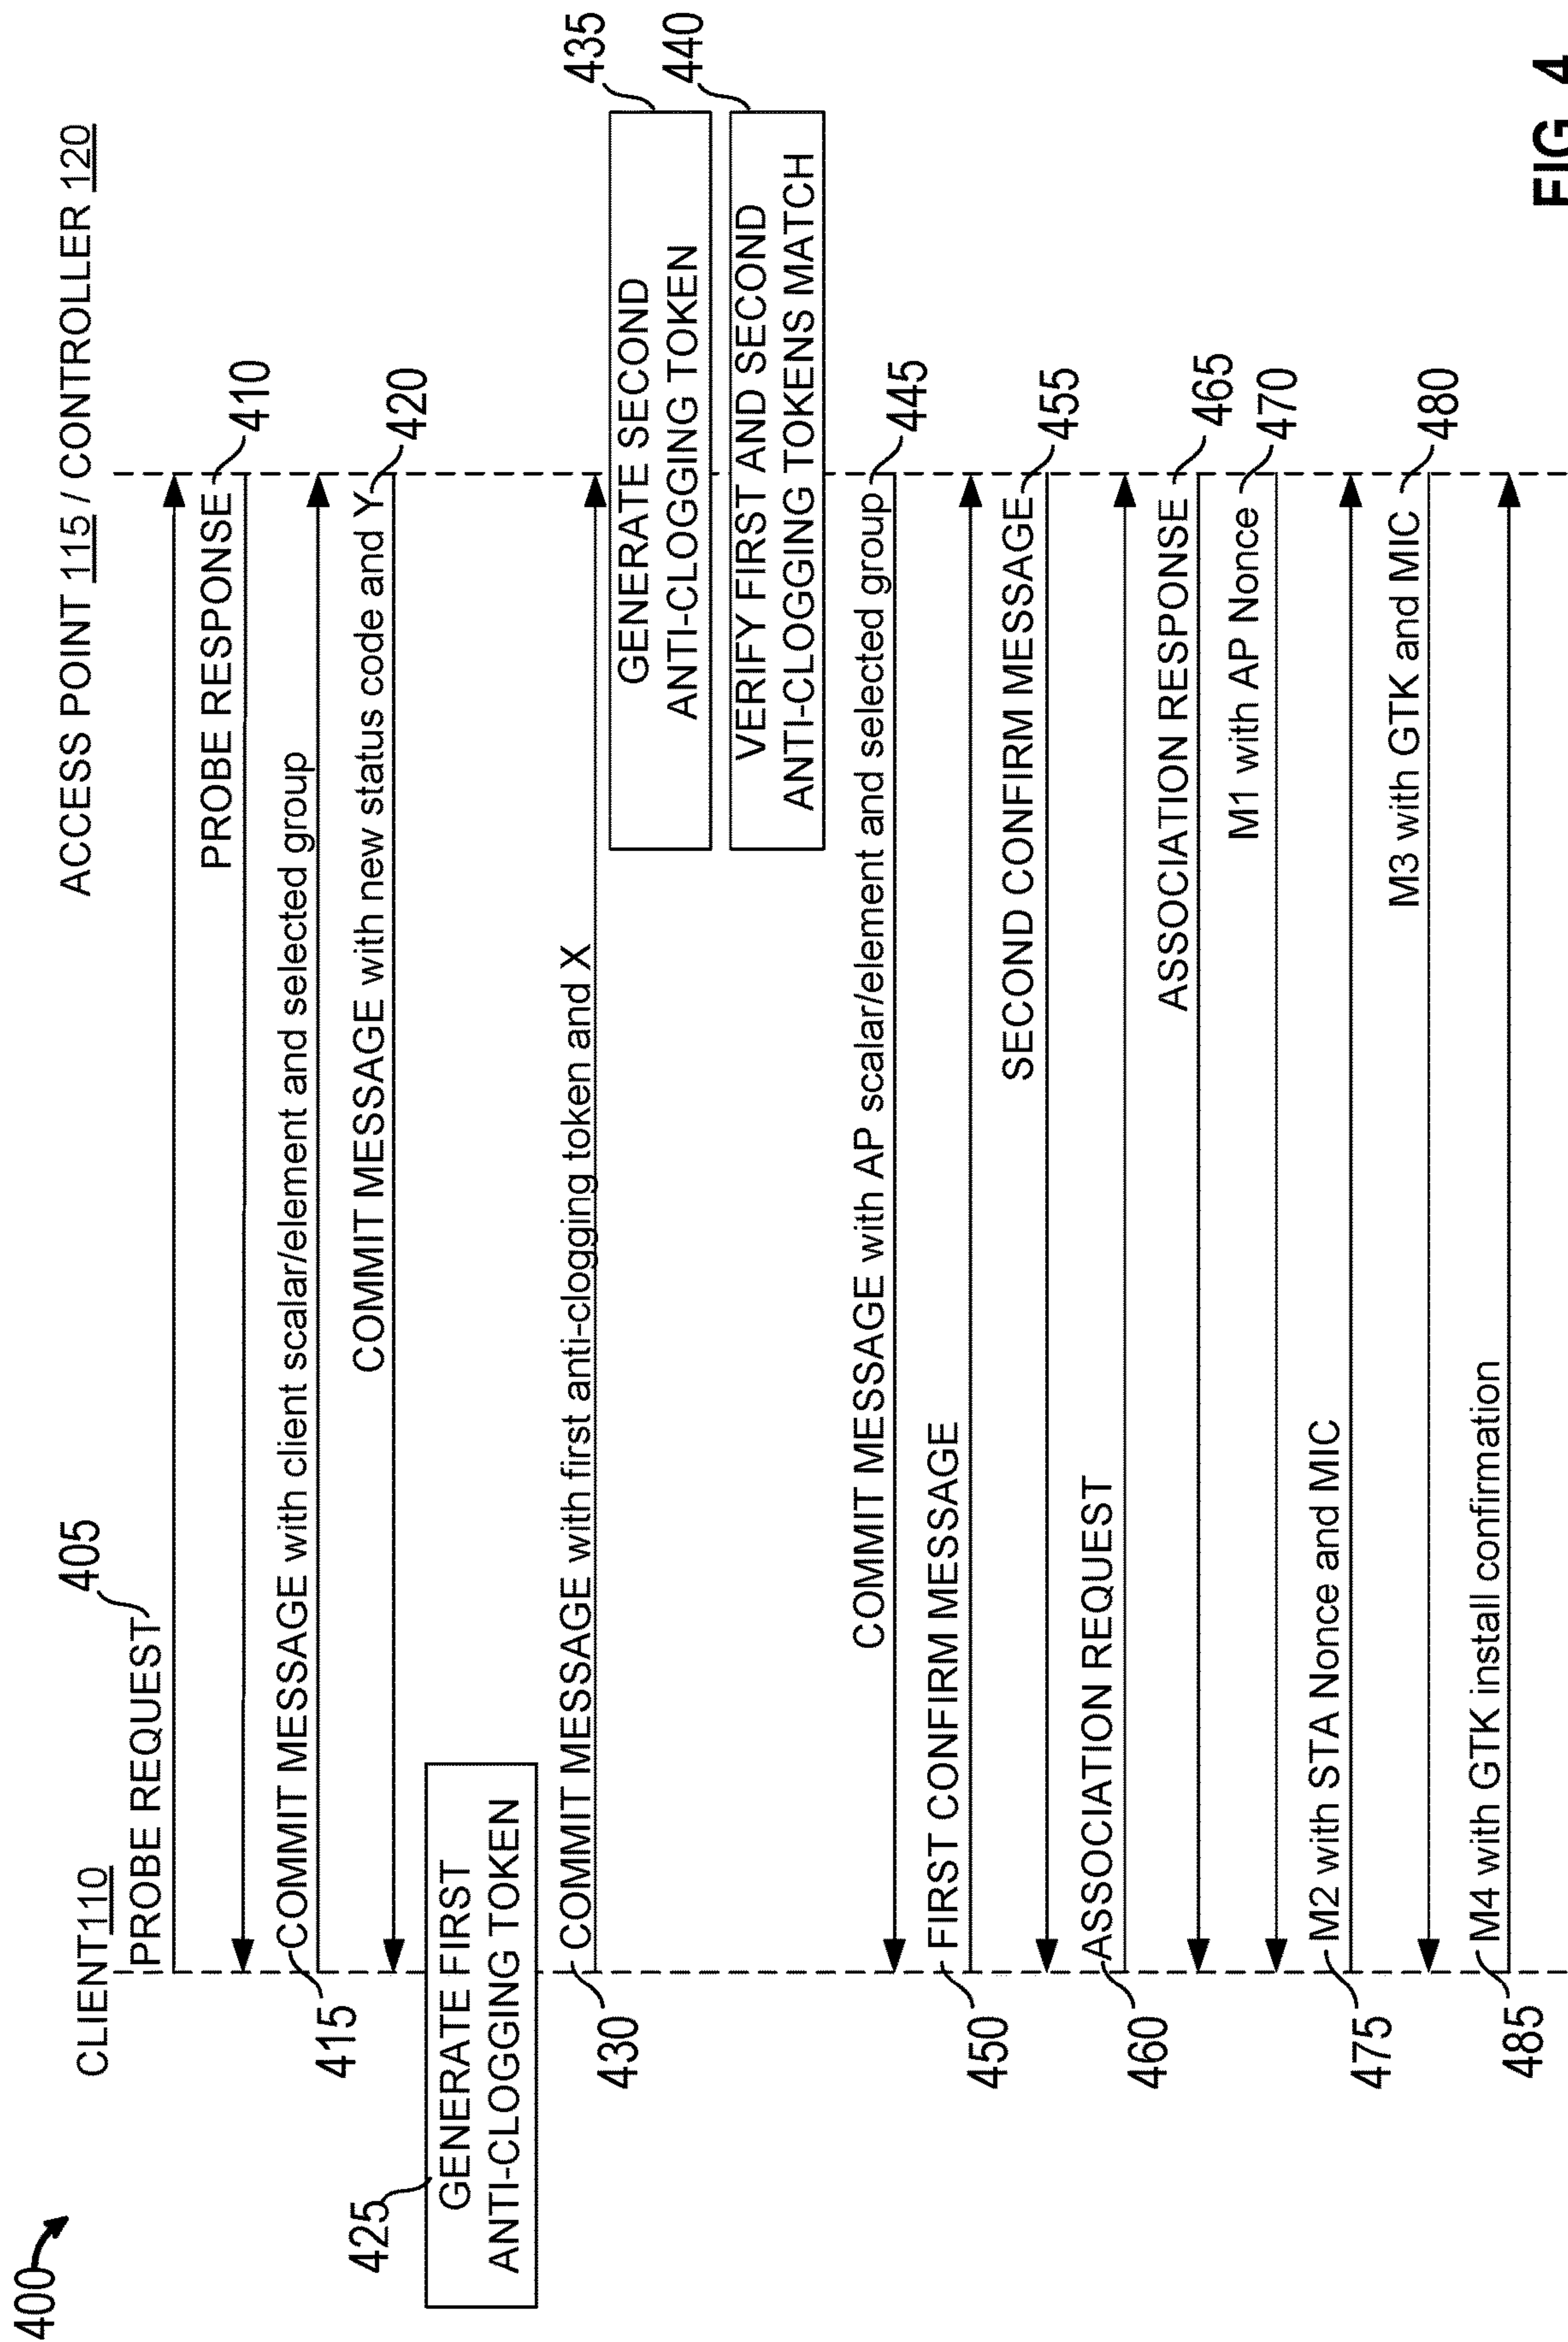 400
CLIENT 110
ACCESS POINT 115 / CONTROLLER 120
PROBE REQUEST
405
PROBE RESPONSE
410
415
COMMIT MESSAGE with client scalar/element and selected group
COMMIT MESSAGE with new status code and Y
420
425
GENERATE FIRST
ANTI-CLOGGING TOKEN
430
COMMIT MESSAGE with first anti-clogging token and X
435
GENERATE SECOND
ANTI-CLOGGING TOKEN
440
VERIFY FIRST AND SECOND
ANTI-CLOGGING TOKENS MATCH
COMMIT MESSAGE with AP scalar/element and selected group
445
450
FIRST CONFIRM MESSAGE
SECOND CONFIRM MESSAGE
455
460
ASSOCIATION REQUEST
ASSOCIATION RESPONSE
465
M1 with AP Nonce
470
475
M2 with STA Nonce and MIC
M3 with GTK and MIC
480
485
M4 with GTK install confirmation
FIG. 4